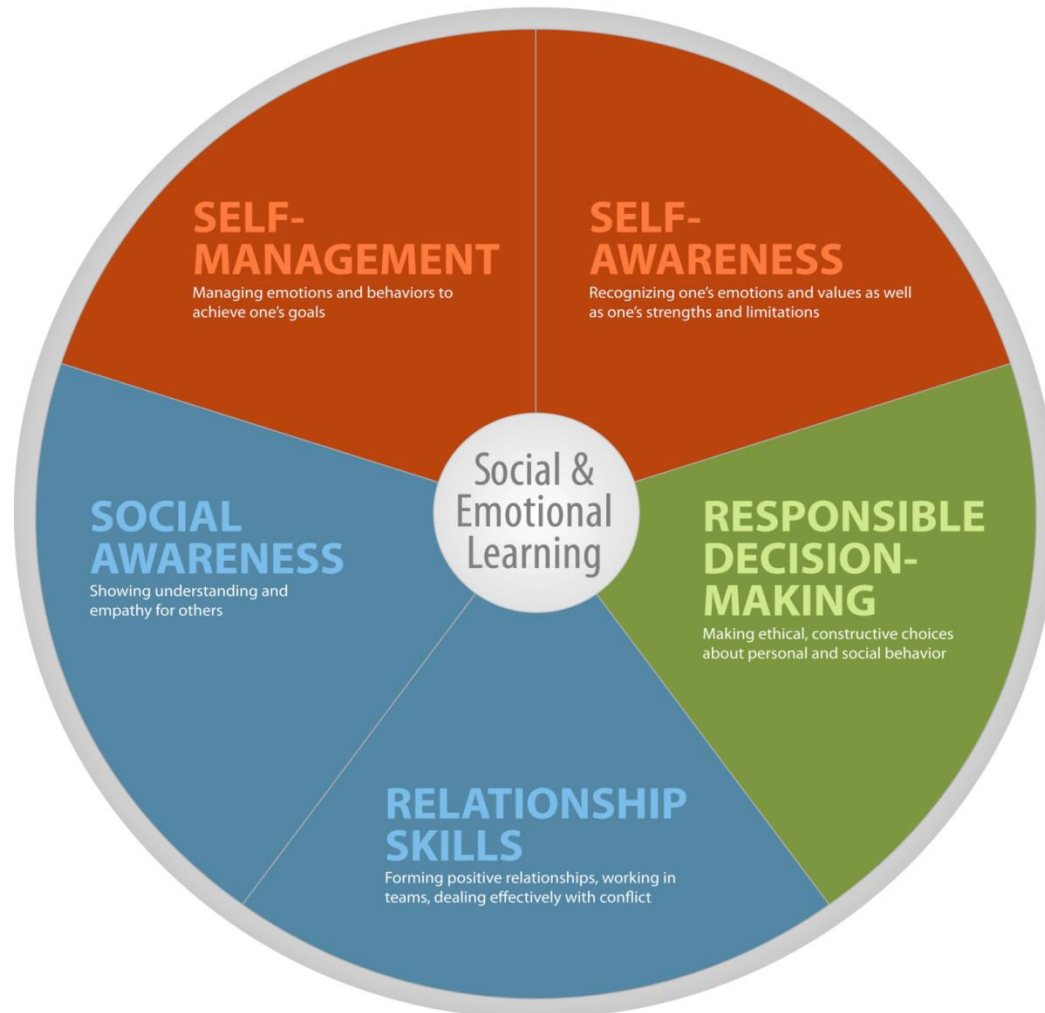 SELF-
MANAGEMENT
Managing emotions and behaviors to
achieve one’s goals
SELF-
AWARENESS
Recognizing one’s emotions and values as well
as one’s strengths and limitations
SOCIAL
AWARENESS
Showing understanding and
empathy for others
Social &
Emotional
Learning
RESPONSIBLE
DECISION-
MAKING
Making ethical, constructive choices
about personal and social behavior
RELATIONSHIP
SKILLS
Forming positive relationships, working in
teams, dealing effectively with conflict